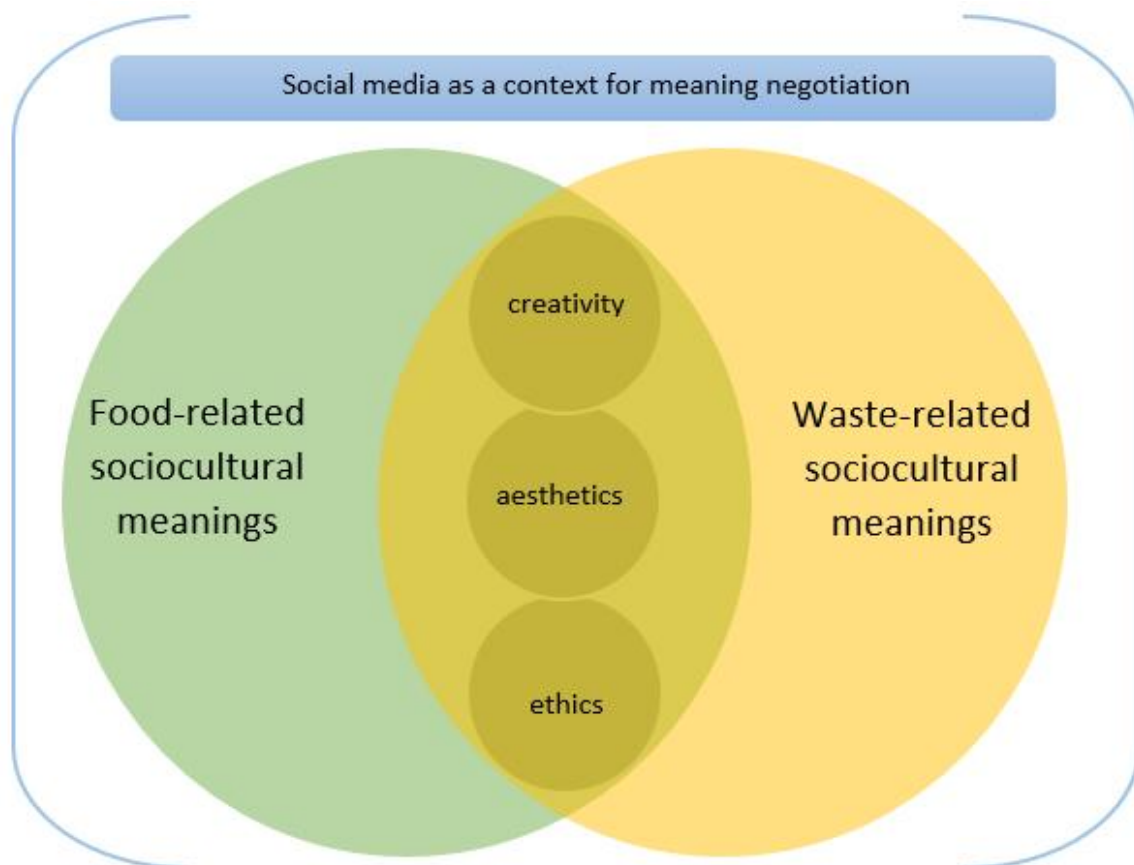 Social media as a context for meaning negotiation
creativity
Food-related
sociocultural
meanings
aesthetics
Waste-related
sociocultural
meanings
ethics